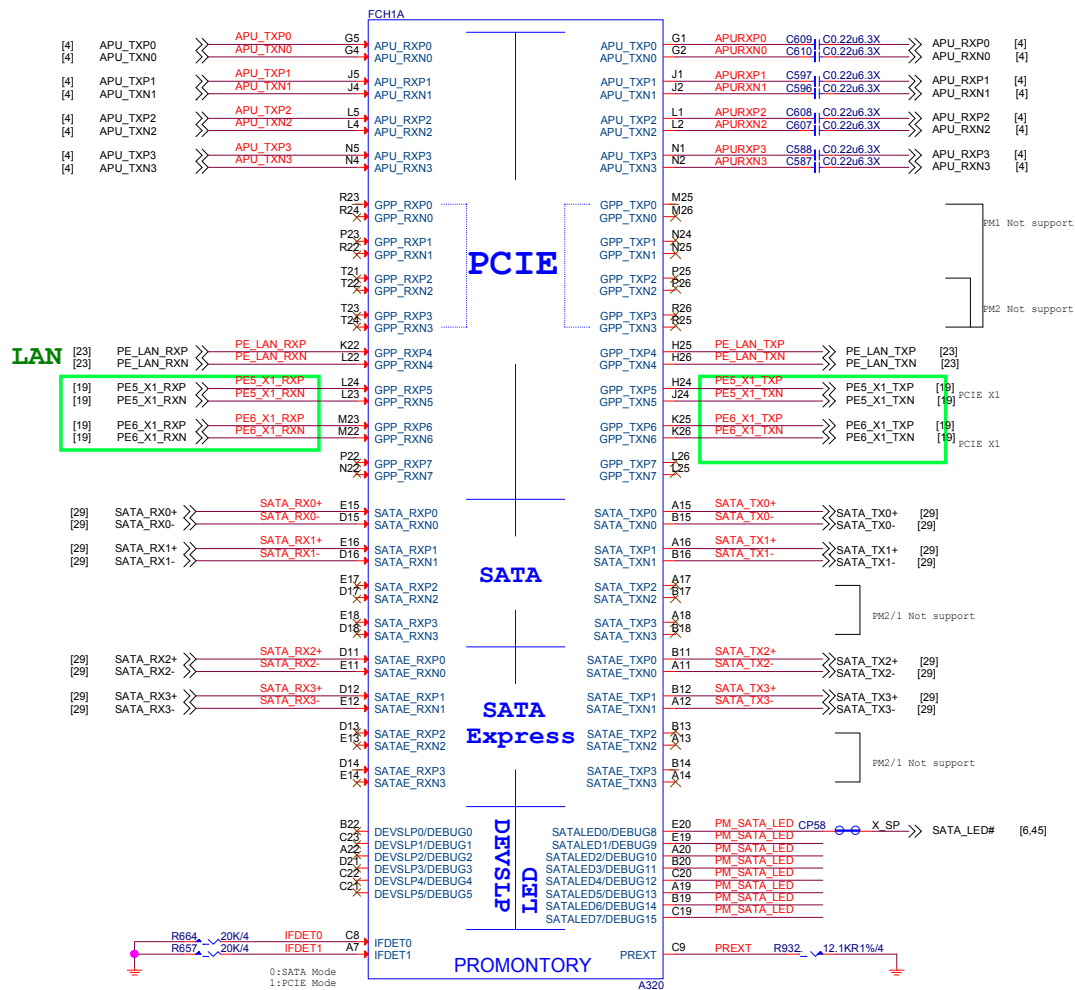 FCH1A
[4] APU_TXP0 APU_TXP0 G5 APU_RXP0 APU_TXP0 G1 APURXP0 C609 C0.22u6.3X APU_RXP0 [4]
[4] APU_TXN0 APU_TXN0 G4 APU_RXN0 APU_TXN0 G2 APURXN0 C610 C0.22u6.3X APU_RXN0 [4]
[4] APU_TXP1 APU_TXP1 J5 APU_RXP1 APU_TXP1 J1 APURXP1 C597 C0.22u6.3X APU_RXP1 [4]
[4] APU_TXN1 APU_TXN1 J4 APU_RXN1 APU_TXN1 J2 APURXN1 C596 C0.22u6.3X APU_RXN1 [4]
[4] APU_TXP2 APU_TXP2 L5 APU_RXP2 APU_TXP2 L1 APURXP2 C608 C0.22u6.3X APU_RXP2 [4]
[4] APU_TXN2 APU_TXN2 L4 APU_RXN2 APU_TXN2 L2 APURXN2 C607 C0.22u6.3X APU_RXN2 [4]
[4] APU_TXP3 APU_TXP3 N5 APU_RXP3 APU_TXP3 N1 APURXP3 C588 C0.22u6.3X APU_RXP3 [4]
[4] APU_TXN3 APU_TXN3 N4 APU_RXN3 APU_TXN3 N2 APURXN3 C587 C0.22u6.3X APU_RXN3 [4]
R23 GPP_RXP0 GPP_TXP0 M25
R24 GPP_RXN0 GPP_TXN0 M26
PM1 Not support
P23 GPP_RXP1 GPP_TXP1 N24
R22 GPP_RXN1 GPP_TXN1 N25
PCIE
T21 GPP_RXP2 GPP_TXP2 P25
T22 GPP_RXN2 GPP_TXN2 P26
PM2 Not support
T23 GPP_RXP3 GPP_TXP3 R26
T24 GPP_RXN3 GPP_TXN3 R25
LAN
[23] PE_LAN_RXP PE_LAN_RXP K22 GPP_RXP4 GPP_TXP4 H25 PE_LAN_TXP PE_LAN_TXP [23]
[23] PE_LAN_RXN PE_LAN_RXN L22 GPP_RXN4 GPP_TXN4 H26 PE_LAN_TXN PE_LAN_TXN [23]
[19] PE5_X1_RXP PE5_X1_RXP L24 GPP_RXP5 GPP_TXP5 H24 PE5_X1_TXP PE5_X1_TXP [19]
PCIE X1
[19] PE5_X1_RXN PE5_X1_RXN L23 GPP_RXN5 GPP_TXN5 J24 PE5_X1_TXN PE5_X1_TXN [19]
[19] PE6_X1_RXP PE6_X1_RXP M23 GPP_RXP6 GPP_TXP6 K25 PE6_X1_TXP PE6_X1_TXP [19]
[19] PE6_X1_RXN PE6_X1_RXN M22 GPP_RXN6 GPP_TXN6 K26 PE6_X1_TXN PE6_X1_TXN [19]
PCIE X1
P22 GPP_RXP7 GPP_TXP7 L26
N22 GPP_RXN7 GPP_TXN7 L25
[29] SATA_RX0+ SATA_RX0+ E15 SATA_RXP0 SATA_TXP0 A15 SATA_TX0+ SATA_TX0+ [29]
[29] SATA_RX0- SATA_RX0- D15 SATA_RXN0 SATA_TXN0 B15 SATA_TX0- SATA_TX0- [29]
[29] SATA_RX1+ SATA_RX1+ E16 SATA_RXP1 SATA_TXP1 A16 SATA_TX1+ SATA_TX1+ [29]
[29] SATA_RX1- SATA_RX1- D16 SATA_RXN1 SATA_TXN1 B16 SATA_TX1- SATA_TX1- [29]
SATA
E17 SATA_RXP2 SATA_TXP2 A17
D17 SATA_RXN2 SATA_TXN2 B17
PM2/1 Not support
E18 SATA_RXP3 SATA_TXP3 A18
D18 SATA_RXN3 SATA_TXN3 B18
[29] SATA_RX2+ SATA_RX2+ D11 SATAE_RXP0 SATAE_TXP0 B11 SATA_TX2+ SATA_TX2+ [29]
[29] SATA_RX2- SATA_RX2- E11 SATAE_RXN0 SATAE_TXN0 A11 SATA_TX2- SATA_TX2- [29]
[29] SATA_RX3+ SATA_RX3+ D12 SATAE_RXP1 SATAE_TXP1 B12 SATA_TX3+ SATA_TX3+ [29]
[29] SATA_RX3- SATA_RX3- E12 SATAE_RXN1 SATAE_TXN1 A12 SATA_TX3- SATA_TX3- [29]
SATA
Express
D13 SATAE_RXP2 SATAE_TXP2 B13
E13 SATAE_RXN2 SATAE_TXN2 A13
PM2/1 Not support
D14 SATAE_RXP3 SATAE_TXP3 B14
E14 SATAE_RXN3 SATAE_TXN3 A14
B22 DEVSLP0/DEBUG0 SATALED0/DEBUG8 E20 PM_SATA_LED CP58 X_SP SATA_LED# [6,45]
C23 DEVSLP1/DEBUG1 SATALED1/DEBUG9 E19 PM_SATA_LED
A22 DEVSLP2/DEBUG2 SATALED2/DEBUG10 A20 PM_SATA_LED
D21 DEVSLP3/DEBUG3 SATALED3/DEBUG11 B20 PM_SATA_LED
C22 DEVSLP4/DEBUG4 SATALED4/DEBUG12 C20 PM_SATA_LED
C21 DEVSLP5/DEBUG5 SATALED5/DEBUG13 A19 PM_SATA_LED
SATALED6/DEBUG14 B19 PM_SATA_LED
SATALED7/DEBUG15 C19 PM_SATA_LED
DEVSLP
LED
R664 20K/4 IFDET0 C8 IFDET0
R657 20K/4 IFDET1 A7 IFDET1 PREXT C9 PREXT R932 12.1KR1%/4
0:SATA Mode
1:PCIE Mode
PROMONTORY
A320